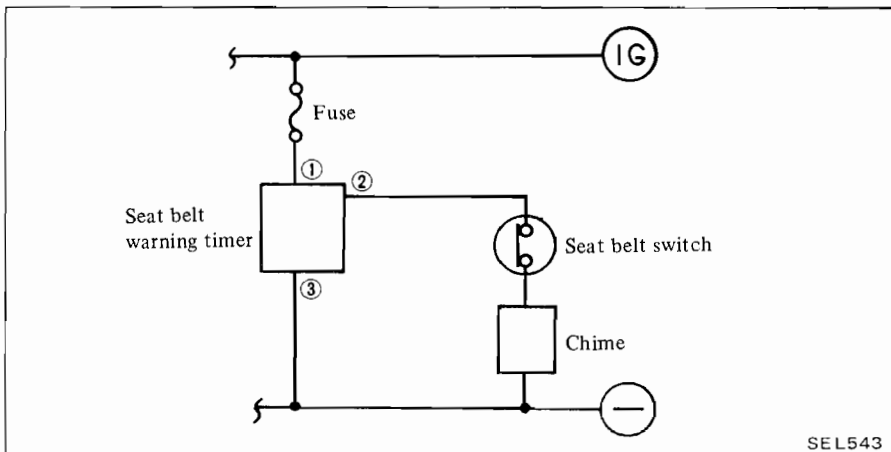 IG
Fuse
①
②
Seat belt
warning timer
Seat belt switch
③
Chime
SEL543